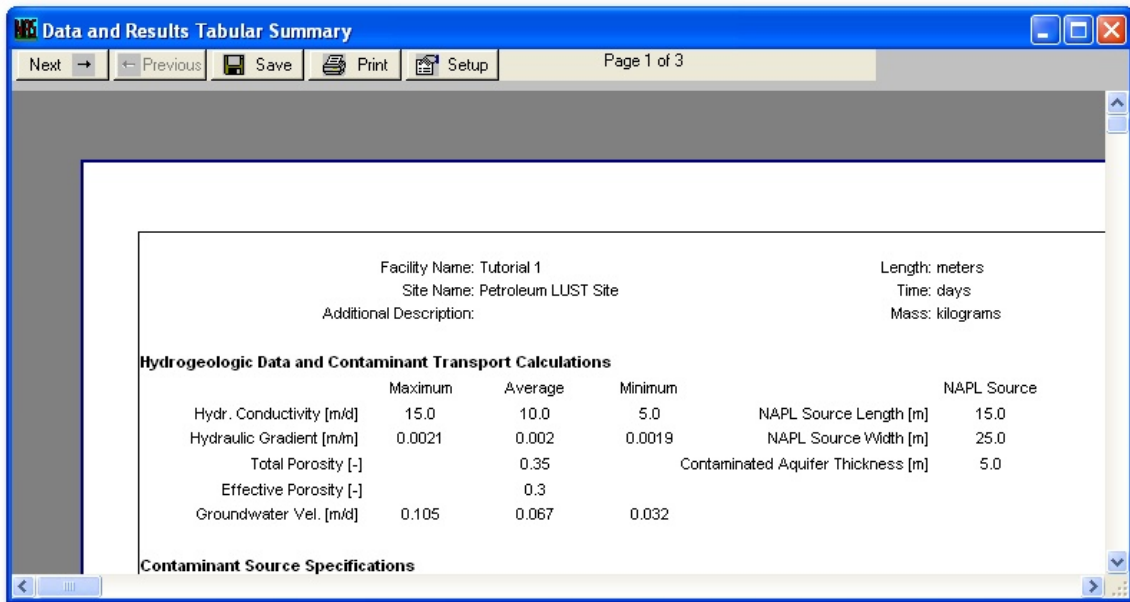 NAS Data and Results Tabular Summary
Next → ← Previous Save Print Setup Page 1 of 3
Facility Name: Tutorial 1 Length: meters
Site Name: Petroleum LUST Site Time: days
Additional Description: Mass: kilograms
Hydrogeologic Data and Contaminant Transport Calculations
Maximum Average Minimum NAPL Source
Hydr. Conductivity [m/d] 15.0 10.0 5.0 NAPL Source Length [m] 15.0
Hydraulic Gradient [m/m] 0.0021 0.002 0.0019 NAPL Source Width [m] 25.0
Total Porosity [-] 0.35 Contaminated Aquifer Thickness [m] 5.0
Effective Porosity [-] 0.3
Groundwater Vel. [m/d] 0.105 0.067 0.032
Contaminant Source Specifications